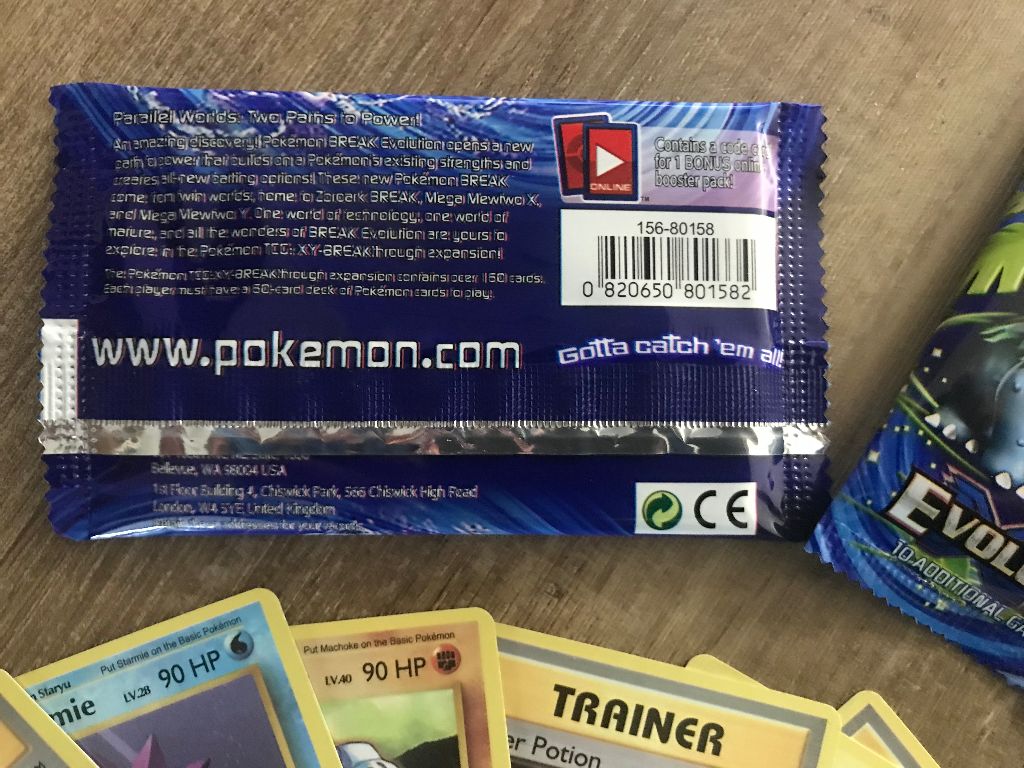 Parallel Worlds: Two Paths to Power!
An amazing discovery! Pokémon BREAK Evolution opens a new
path to power that builds on a Pokémon's existing strengths and
creates all-new battling options! These new Pokémon BREAK
come from twin worlds, home to Zoroark BREAK, Mega Mewtwo X,
and Mega Mewtwo Y. One world of technology, one world of
nature, and all the wonders of BREAK Evolution are yours to
explore in the Pokémon TCG: XY-BREAKthrough expansion!
The Pokémon TCG: XY-BREAKthrough expansion contains over 150 cards.
Each player must have a 60-card deck of Pokémon cards to play.
ONLINE
TM
Contains a code
for 1 BONUS online
booster pack!
156-80158
0 820650 801582
www.pokemon.com
Gotta catch 'em all!
Bellevue, WA 98004 USA
1st Floor Building 4, Chiswick Park, 566 Chiswick High Road
London, W4 5YE United Kingdom
addresses for your records.
CE
EVOL
10 ADDITIONAL GA
Put Starmie on the Basic Pokémon
n Staryu
mie
LV.28
90 HP
Put Machoke on the Basic Pokémon
LV.40
90 HP
TRAINER
er Potion